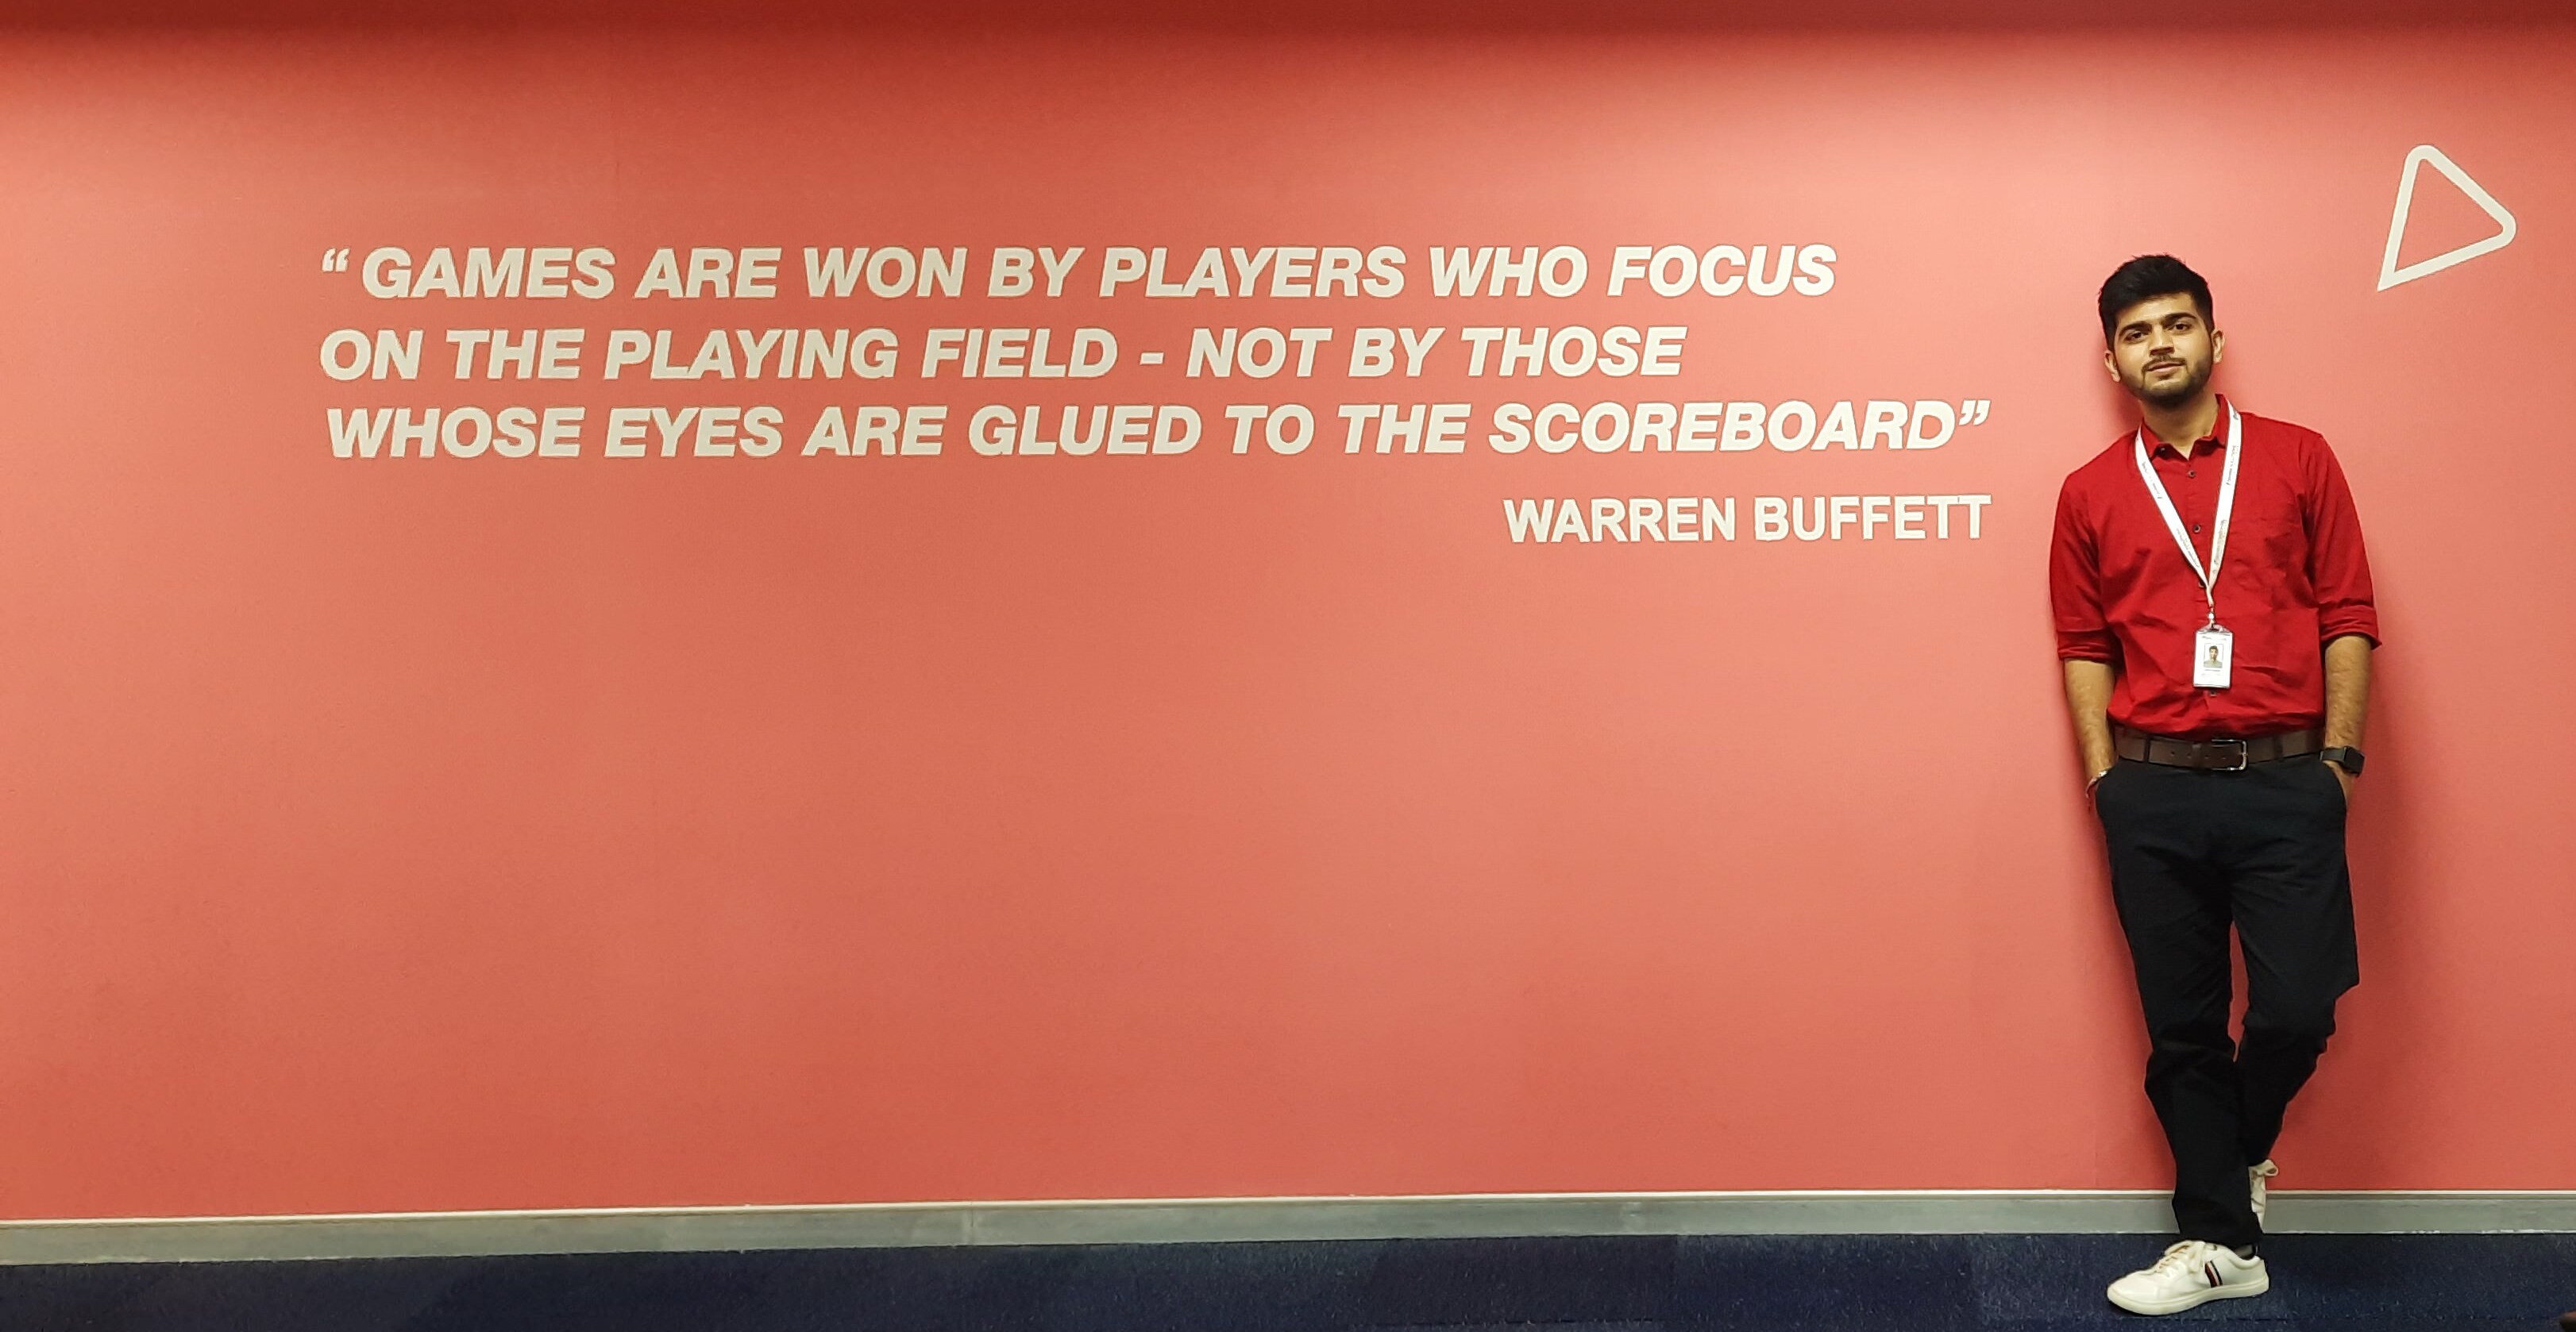 “ GAMES ARE WON BY PLAYERS WHO FOCUS
ON THE PLAYING FIELD - NOT BY THOSE
WHOSE EYES ARE GLUED TO THE SCOREBOARD”
WARREN BUFFETT